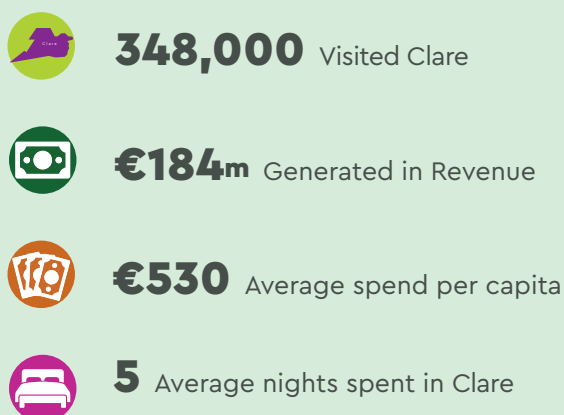 Clare
348,000 Visited Clare
€184m Generated in Revenue
€530 Average spend per capita
5 Average nights spent in Clare